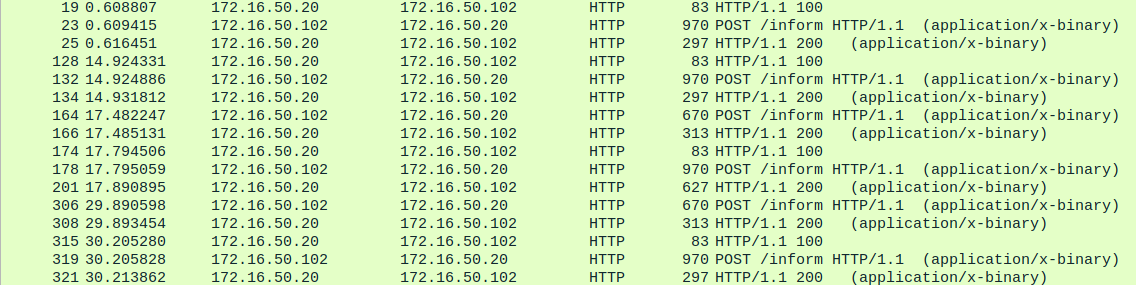 19 0.608807 172.16.50.20 172.16.50.102 HTTP 83 HTTP/1.1 100
23 0.609415 172.16.50.102 172.16.50.20 HTTP 970 POST /inform HTTP/1.1 (application/x-binary)
25 0.616451 172.16.50.20 172.16.50.102 HTTP 297 HTTP/1.1 200 (application/x-binary)
128 14.924331 172.16.50.20 172.16.50.102 HTTP 83 HTTP/1.1 100
132 14.924886 172.16.50.102 172.16.50.20 HTTP 970 POST /inform HTTP/1.1 (application/x-binary)
134 14.931812 172.16.50.20 172.16.50.102 HTTP 297 HTTP/1.1 200 (application/x-binary)
164 17.482247 172.16.50.102 172.16.50.20 HTTP 670 POST /inform HTTP/1.1 (application/x-binary)
166 17.485131 172.16.50.20 172.16.50.102 HTTP 313 HTTP/1.1 200 (application/x-binary)
174 17.794506 172.16.50.20 172.16.50.102 HTTP 83 HTTP/1.1 100
178 17.795059 172.16.50.102 172.16.50.20 HTTP 970 POST /inform HTTP/1.1 (application/x-binary)
201 17.890895 172.16.50.20 172.16.50.102 HTTP 627 HTTP/1.1 200 (application/x-binary)
306 29.890598 172.16.50.102 172.16.50.20 HTTP 670 POST /inform HTTP/1.1 (application/x-binary)
308 29.893454 172.16.50.20 172.16.50.102 HTTP 313 HTTP/1.1 200 (application/x-binary)
315 30.205280 172.16.50.20 172.16.50.102 HTTP 83 HTTP/1.1 100
319 30.205828 172.16.50.102 172.16.50.20 HTTP 970 POST /inform HTTP/1.1 (application/x-binary)
321 30.213862 172.16.50.20 172.16.50.102 HTTP 297 HTTP/1.1 200 (application/x-binary)